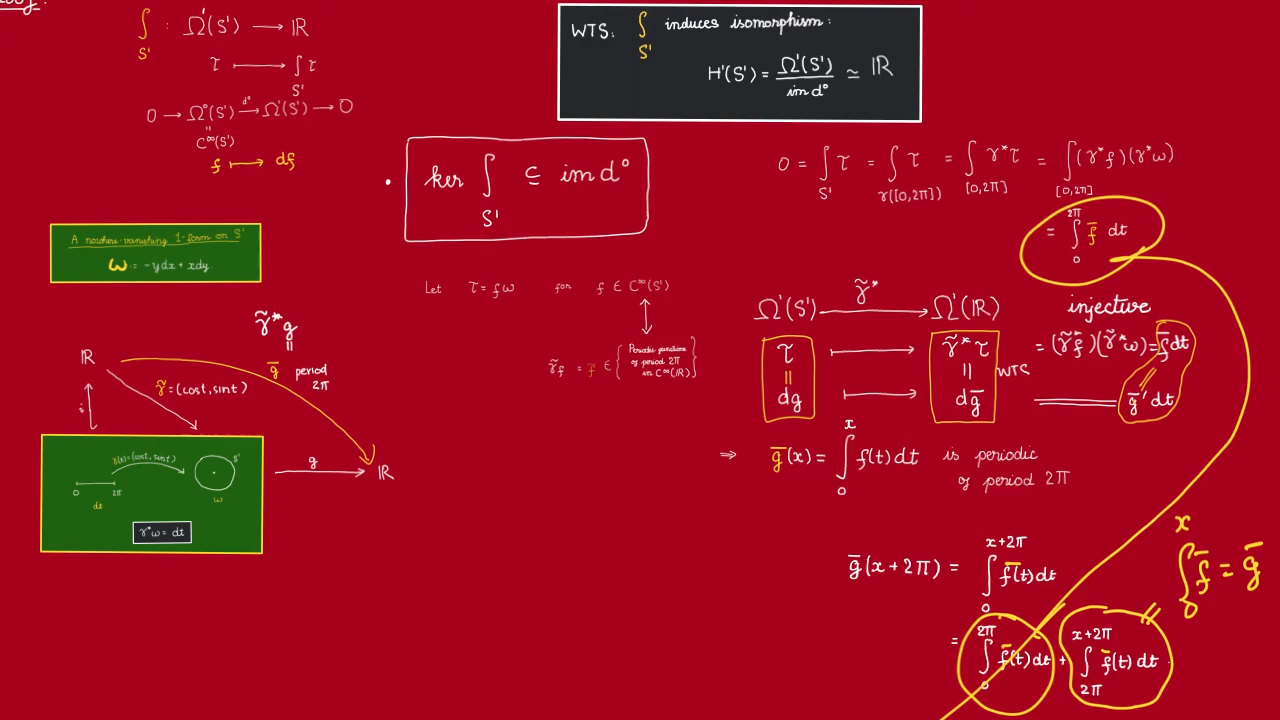 ∫ : Ω¹(S¹) → ℝ
S¹
τ ⟼ ∫ τ
S¹
0 → Ω⁰(S¹) →d⁰ Ω¹(S¹) → 0
=
C∞(S¹)
f ⟼ df
WTS: ∫ induces isomorphism:
S¹
H¹(S¹) = Ω¹(S¹) / im d⁰ ≃ ℝ
• ker ∫ ⊆ im d⁰
S¹
0 = ∫ τ = ∫ τ = ∫ γ*τ = ∫ (γ*f)(γ*ω)
S¹ γ([0,2π]) [0,2π] [0,2π]
2π
= ∫ f̄ dt
0
A nowhere-vanishing 1-form on S¹
ω = -ydx + xdy.
Let τ = fω for f ∈ C∞(S¹)
↕
γ̃f = f̄ ∈ { Periodic functions
of period 2π
in C∞(ℝ) }
γ̃*g
=
ḡ period
2π
ℝ
γ̃ = (cost, sint)
i
γ(t) = (cost, sint) S¹
0 2π
dt ω
γ*ω = dt
g
ℝ
Ω¹(S¹) →γ̃* Ω¹(ℝ) injective
τ ⟼ γ̃*τ = (γ̃*f)(γ̃*ω) = f̄dt
= = WTS =
dg ⟼ dḡ = ḡ' dt
x
⇒ ḡ(x) = ∫ f(t) dt is periodic
0 of period 2π
x+2π
ḡ(x+2π) = ∫ f̄(t) dt
0
2π x+2π
= ∫ f̄(t) dt + ∫ f̄(t) dt
0 2π
=
x
∫ f̄ = ḡ
0